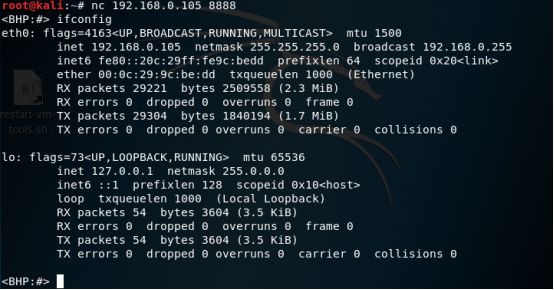 root@kali:~# nc 192.168.0.105 8888
<BHP:#> ifconfig
eth0: flags=4163<UP,BROADCAST,RUNNING,MULTICAST>  mtu 1500
        inet 192.168.0.105  netmask 255.255.255.0  broadcast 192.168.0.255
        inet6 fe80::20c:29ff:fe9c:bedd  prefixlen 64  scopeid 0x20<link>
        ether 00:0c:29:9c:be:dd  txqueuelen 1000  (Ethernet)
        RX packets 29221  bytes 2509558 (2.3 MiB)
        RX errors 0  dropped 0  overruns 0  frame 0
        TX packets 29304  bytes 1840194 (1.7 MiB)
        TX errors 0  dropped 0 overruns 0  carrier 0  collisions 0
restart-vm-
tools.sh
lo: flags=73<UP,LOOPBACK,RUNNING>  mtu 65536
        inet 127.0.0.1  netmask 255.0.0.0
        inet6 ::1  prefixlen 128  scopeid 0x10<host>
        loop  txqueuelen 1000  (Local Loopback)
        RX packets 54  bytes 3604 (3.5 KiB)
        RX errors 0  dropped 0  overruns 0  frame 0
        TX packets 54  bytes 3604 (3.5 KiB)
        TX errors 0  dropped 0 overruns 0  carrier 0  collisions 0
<BHP:#>